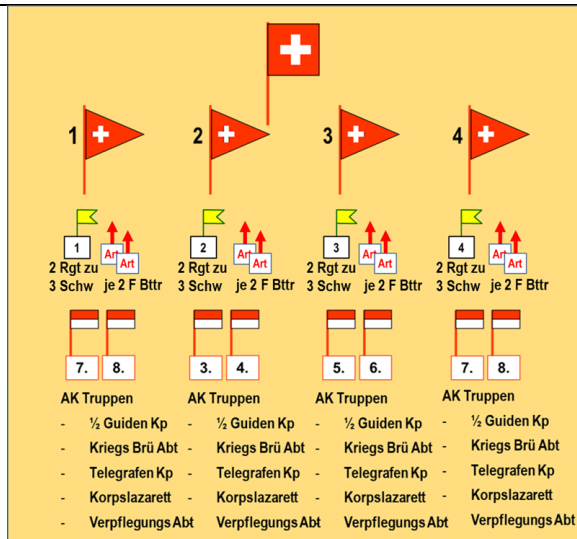 1 2 3 4
1 Art Art 2 Art Art 3 Art Art 4 Art Art
2 Rgt zu 2 Rgt zu 2 Rgt zu 2 Rgt zu
3 Schw je 2 F Bttr 3 Schw je 2 F Bttr 3 Schw je 2 F Bttr 3 Schw je 2 F Bttr
7. 8. 3. 4. 5. 6. 7. 8.
AK Truppen AK Truppen AK Truppen AK Truppen
- ½ Guiden Kp - ½ Guiden Kp - ½ Guiden Kp - ½ Guiden Kp
- Kriegs Brü Abt - Kriegs Brü Abt - Kriegs Brü Abt - Kriegs Brü Abt
- Telegrafen Kp - Telegrafen Kp - Telegrafen Kp - Telegrafen Kp
- Korpslazarett - Korpslazarett - Korpslazarett - Korpslazarett
- Verpflegungs Abt - Verpflegungs Abt - Verpflegungs Abt - Verpflegungs Abt